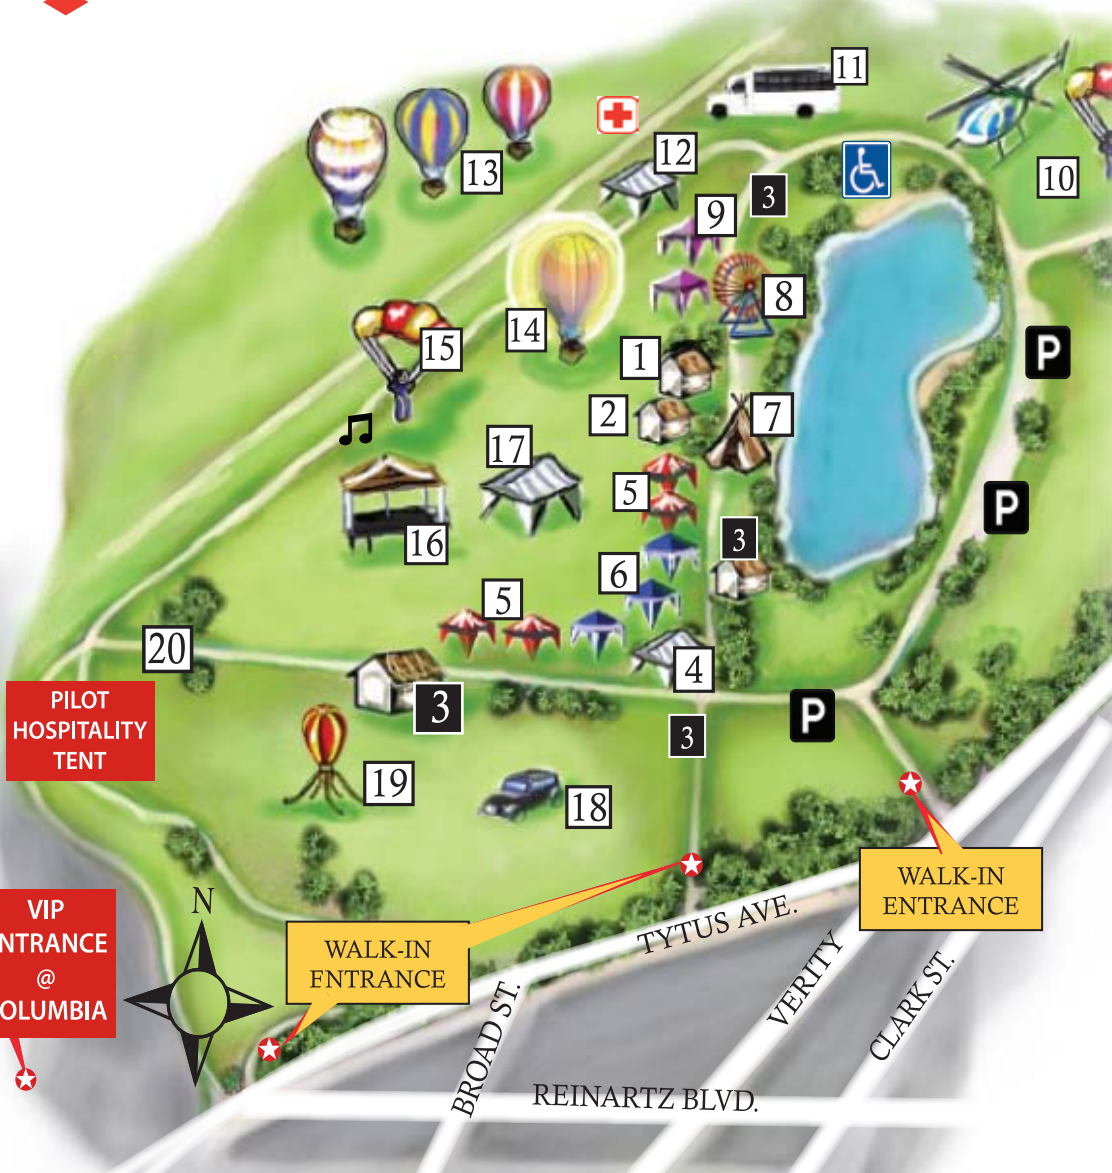 11
12
13
10
3
9
8
14
15
1
2
7
17
5
3
16
6
5
20
4
3
3
19
18
P
P
P
PILOT
HOSPITALITY
TENT
VIP
NTRANCE
@
OLUMBIA
N
WALK-IN
ENTRANCE
WALK-IN
ENTRANCE
TYTUS AVE.
VERITY
CLARK ST.
BROAD ST.
REINARTZ BLVD.